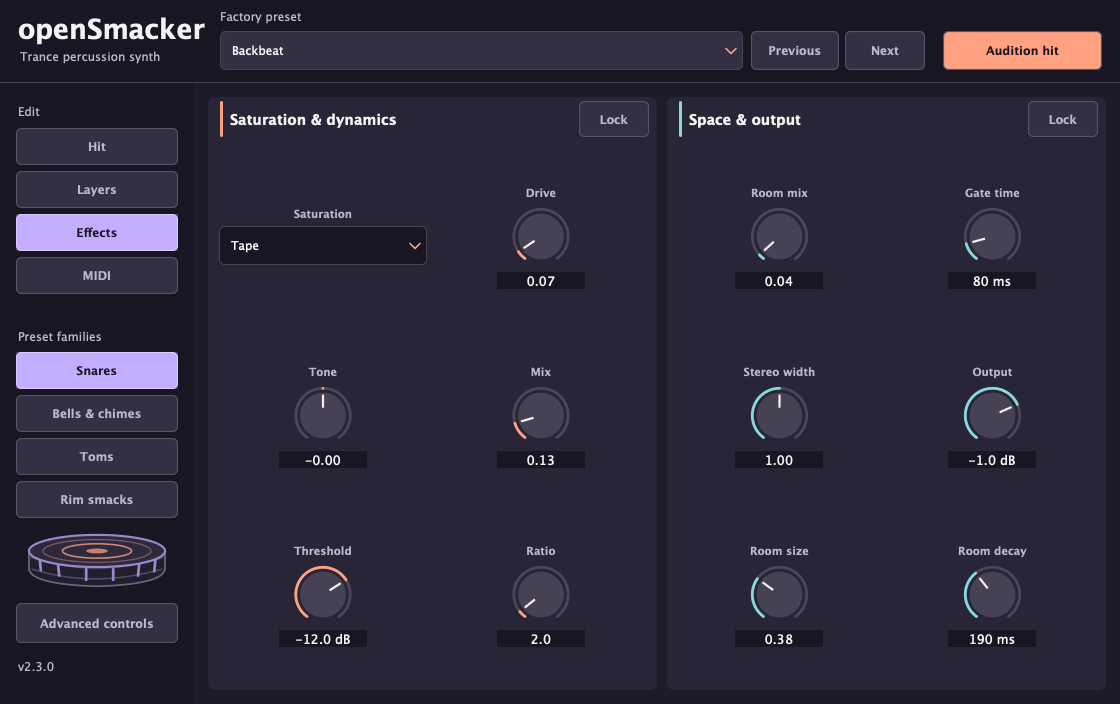 openSmacker
Trance percussion synth
Factory preset
Backbeat
Previous
Next
Audition hit
Edit
Hit
Layers
Effects
MIDI
Preset families
Snares
Bells & chimes
Toms
Rim smacks
Advanced controls
v2.3.0
Saturation & dynamics
Lock
Saturation
Tape
Drive
0.07
Tone
-0.00
Mix
0.13
Threshold
-12.0 dB
Ratio
2.0
Space & output
Lock
Room mix
0.04
Gate time
80 ms
Stereo width
1.00
Output
-1.0 dB
Room size
0.38
Room decay
190 ms